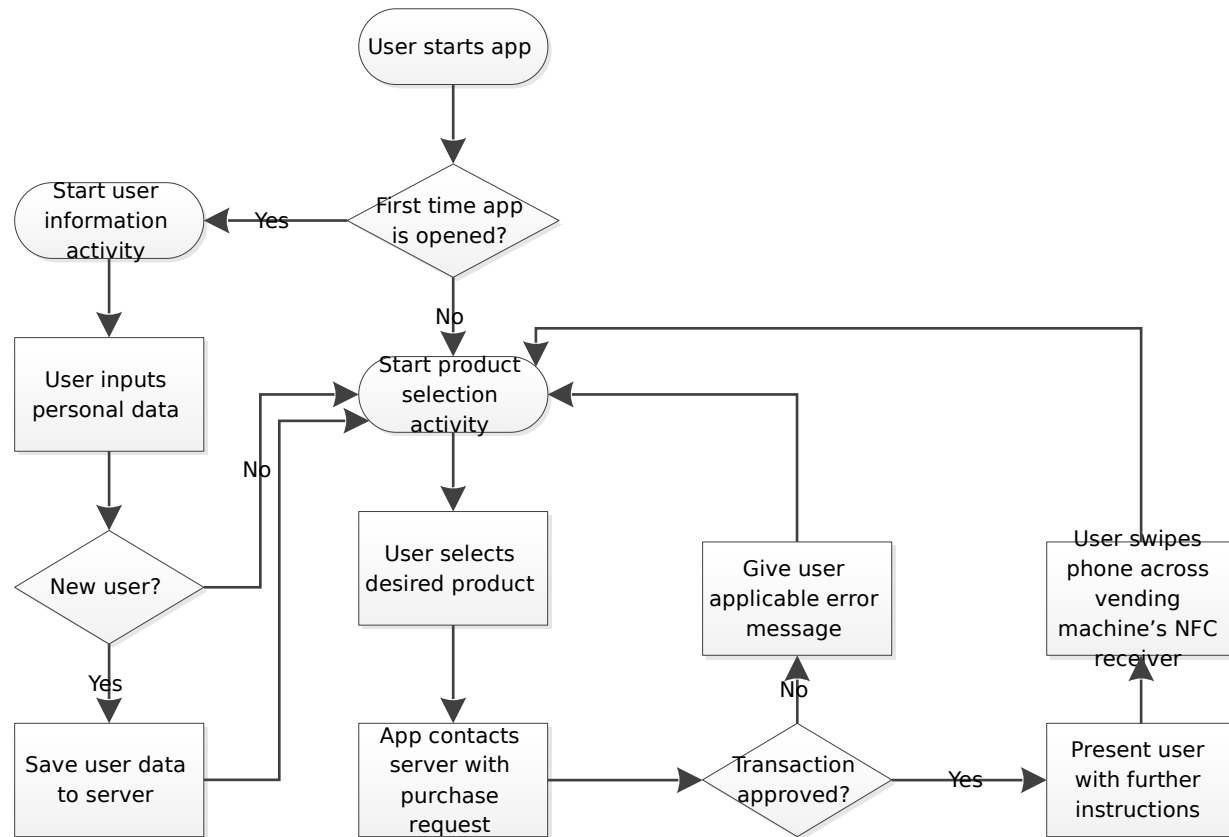 User starts app
First time app
is opened?
Yes
Start user
information
activity
No
User inputs
personal data
Start product
selection
activity
No
New user?
User selects
desired product
Give user
applicable error
message
User swipes
phone across
vending
machine’s NFC
receiver
Yes
No
Save user data
to server
App contacts
server with
purchase
request
Transaction
approved?
Yes
Present user
with further
instructions